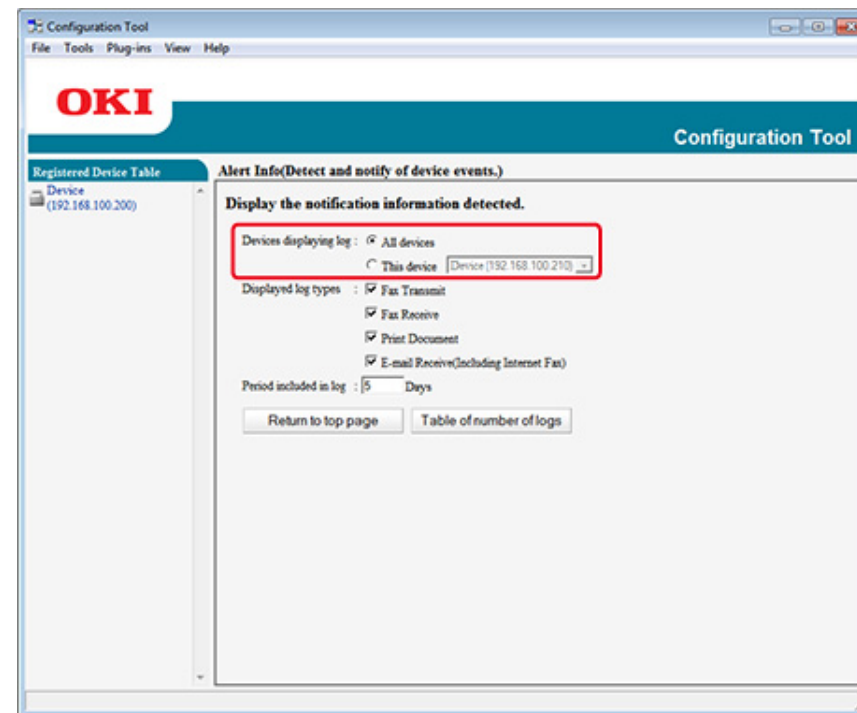 Configuration Tool
File Tools Plug-ins View Help
OKI
Configuration Tool
Registered Device Table
Device
(192.168.100.200)
Alert Info(Detect and notify of device events.)
Display the notification information detected.
Devices displaying log : All devices
This device Device (192.168.100.210)
Displayed log types : Fax Transmit
Fax Receive
Print Document
E-mail Receive(Including Internet Fax)
Period included in log : 5 Days
Return to top page Table of number of logs